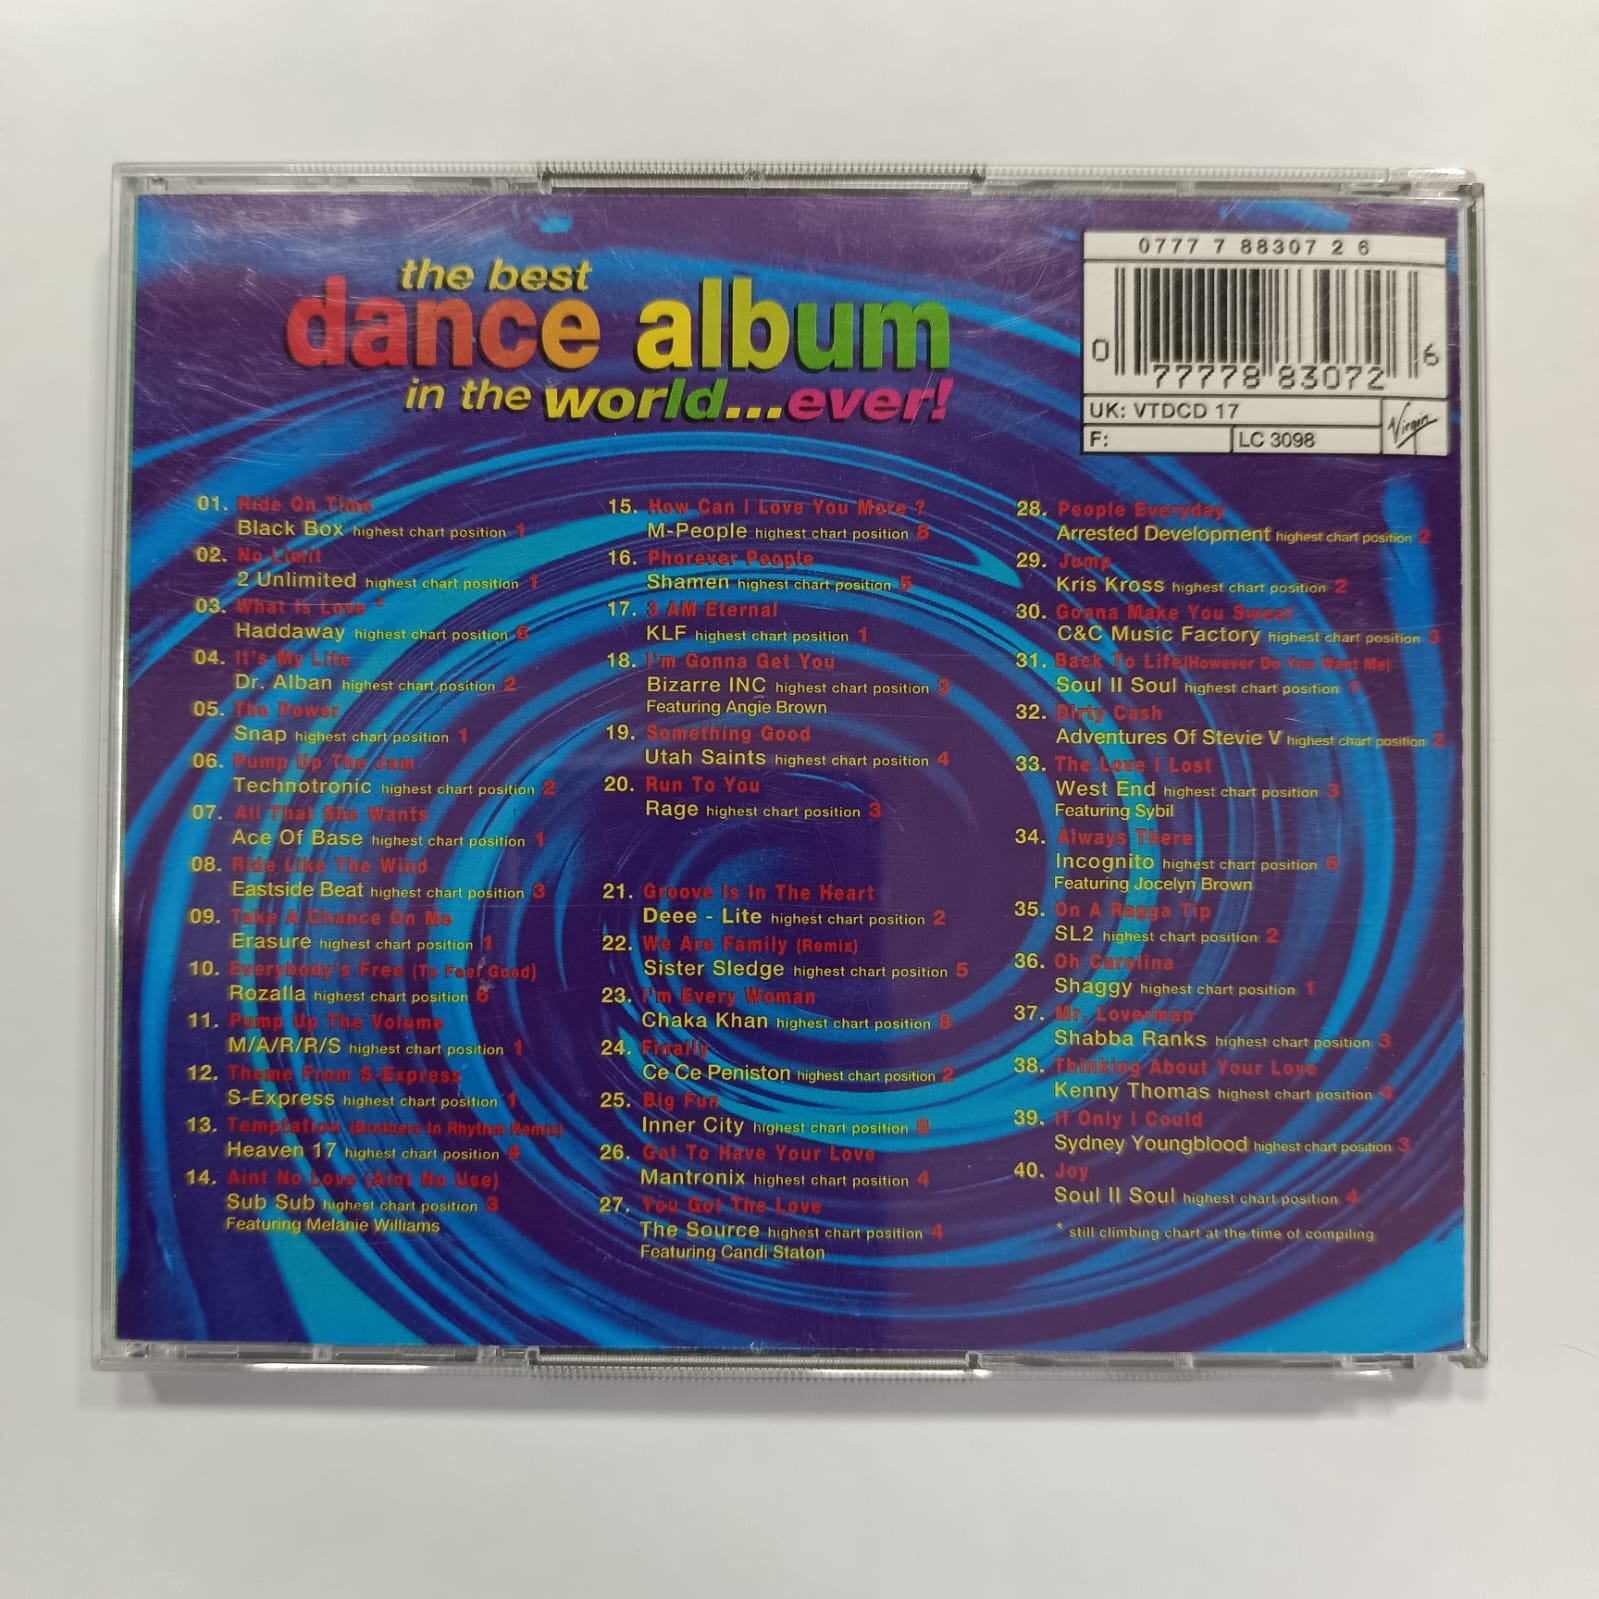 the best
dance album
in the world...ever!
0777 7 88307 2 6
0 77778 83072 6
UK: VTDCD 17
F:
LC 3098
Virgin
01. Ride On Time
Black Box highest chart position 1
02. No Limit
2 Unlimited highest chart position 1
03. What Is Love *
Haddaway highest chart position 6
04. It's My Life
Dr. Alban highest chart position 2
05. The Power
Snap highest chart position 1
06. Pump Up The Jam
Technotronic highest chart position 2
07. All That She Wants
Ace Of Base highest chart position 1
08. Ride Like The Wind
Eastside Beat highest chart position 3
09. Take A Chance On Me
Erasure highest chart position 1
10. Everybody's Free (To Feel Good)
Rozalla highest chart position 6
11. Pump Up The Volume
M/A/R/R/S highest chart position 1
12. Theme From S-Express
S-Express highest chart position 1
13. Temptation (Brothers In Rhythm Remix)
Heaven 17 highest chart position 4
14. Aint No Love (Aint No Use)
Sub Sub highest chart position 3
Featuring Melanie Williams
15. How Can I Love You More ?
M-People highest chart position 8
16. Phorever People
Shamen highest chart position 5
17. 3 AM Eternal
KLF highest chart position 1
18. I'm Gonna Get You
Bizarre INC highest chart position 3
Featuring Angie Brown
19. Something Good
Utah Saints highest chart position 4
20. Run To You
Rage highest chart position 3
21. Groove Is In The Heart
Deee - Lite highest chart position 2
22. We Are Family (Remix)
Sister Sledge highest chart position 5
23. I'm Every Woman
Chaka Khan highest chart position 8
24. Finally
Ce Ce Peniston highest chart position 2
25. Big Fun
Inner City highest chart position 8
26. Got To Have Your Love
Mantronix highest chart position 4
27. You Got The Love
The Source highest chart position 4
Featuring Candi Staton
28. People Everyday
Arrested Development highest chart position 2
29. Jump
Kris Kross highest chart position 2
30. Gonna Make You Sweat
C&C Music Factory highest chart position 3
31. Back To Life(However Do You Want Me)
Soul II Soul highest chart position 1
32. Dirty Cash
Adventures Of Stevie V highest chart position 2
33. The Love I Lost
West End highest chart position 3
Featuring Sybil
34. Always There
Incognito highest chart position 6
Featuring Jocelyn Brown
35. On A Ragga Tip
SL2 highest chart position 2
36. Oh Carolina
Shaggy highest chart position 1
37. Mr. Loverman
Shabba Ranks highest chart position 3
38. Thinking About Your Love
Kenny Thomas highest chart position 4
39. If Only I Could
Sydney Youngblood highest chart position 3
40. Joy
Soul II Soul highest chart position 4
* still climbing chart at the time of compiling